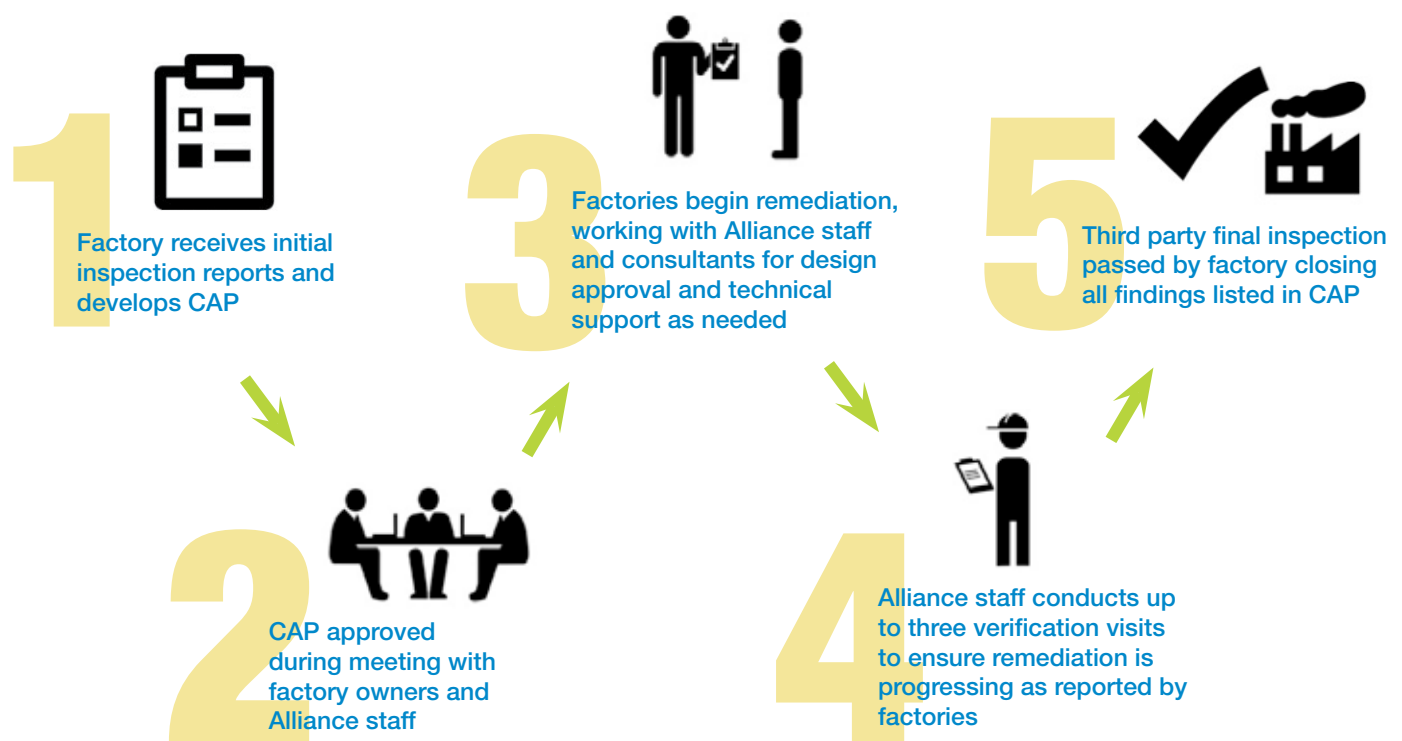 1
Factory receives initial
inspection reports and
develops CAP
2
CAP approved
during meeting with
factory owners and
Alliance staff
3
Factories begin remediation,
working with Alliance staff
and consultants for design
approval and technical
support as needed
4
Alliance staff conducts up
to three verification visits
to ensure remediation is
progressing as reported by
factories
5
Third party final inspection
passed by factory closing
all findings listed in CAP